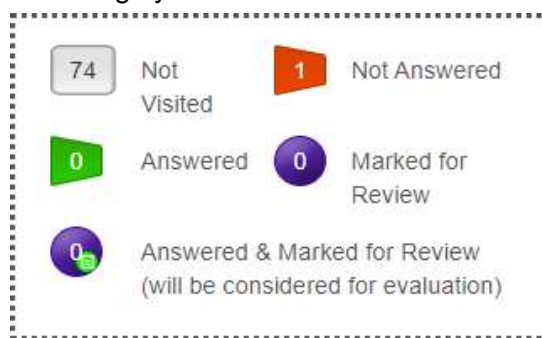 74 Not Visited 1 Not Answered
0 Answered 0 Marked for Review
0 Answered & Marked for Review
(will be considered for evaluation)